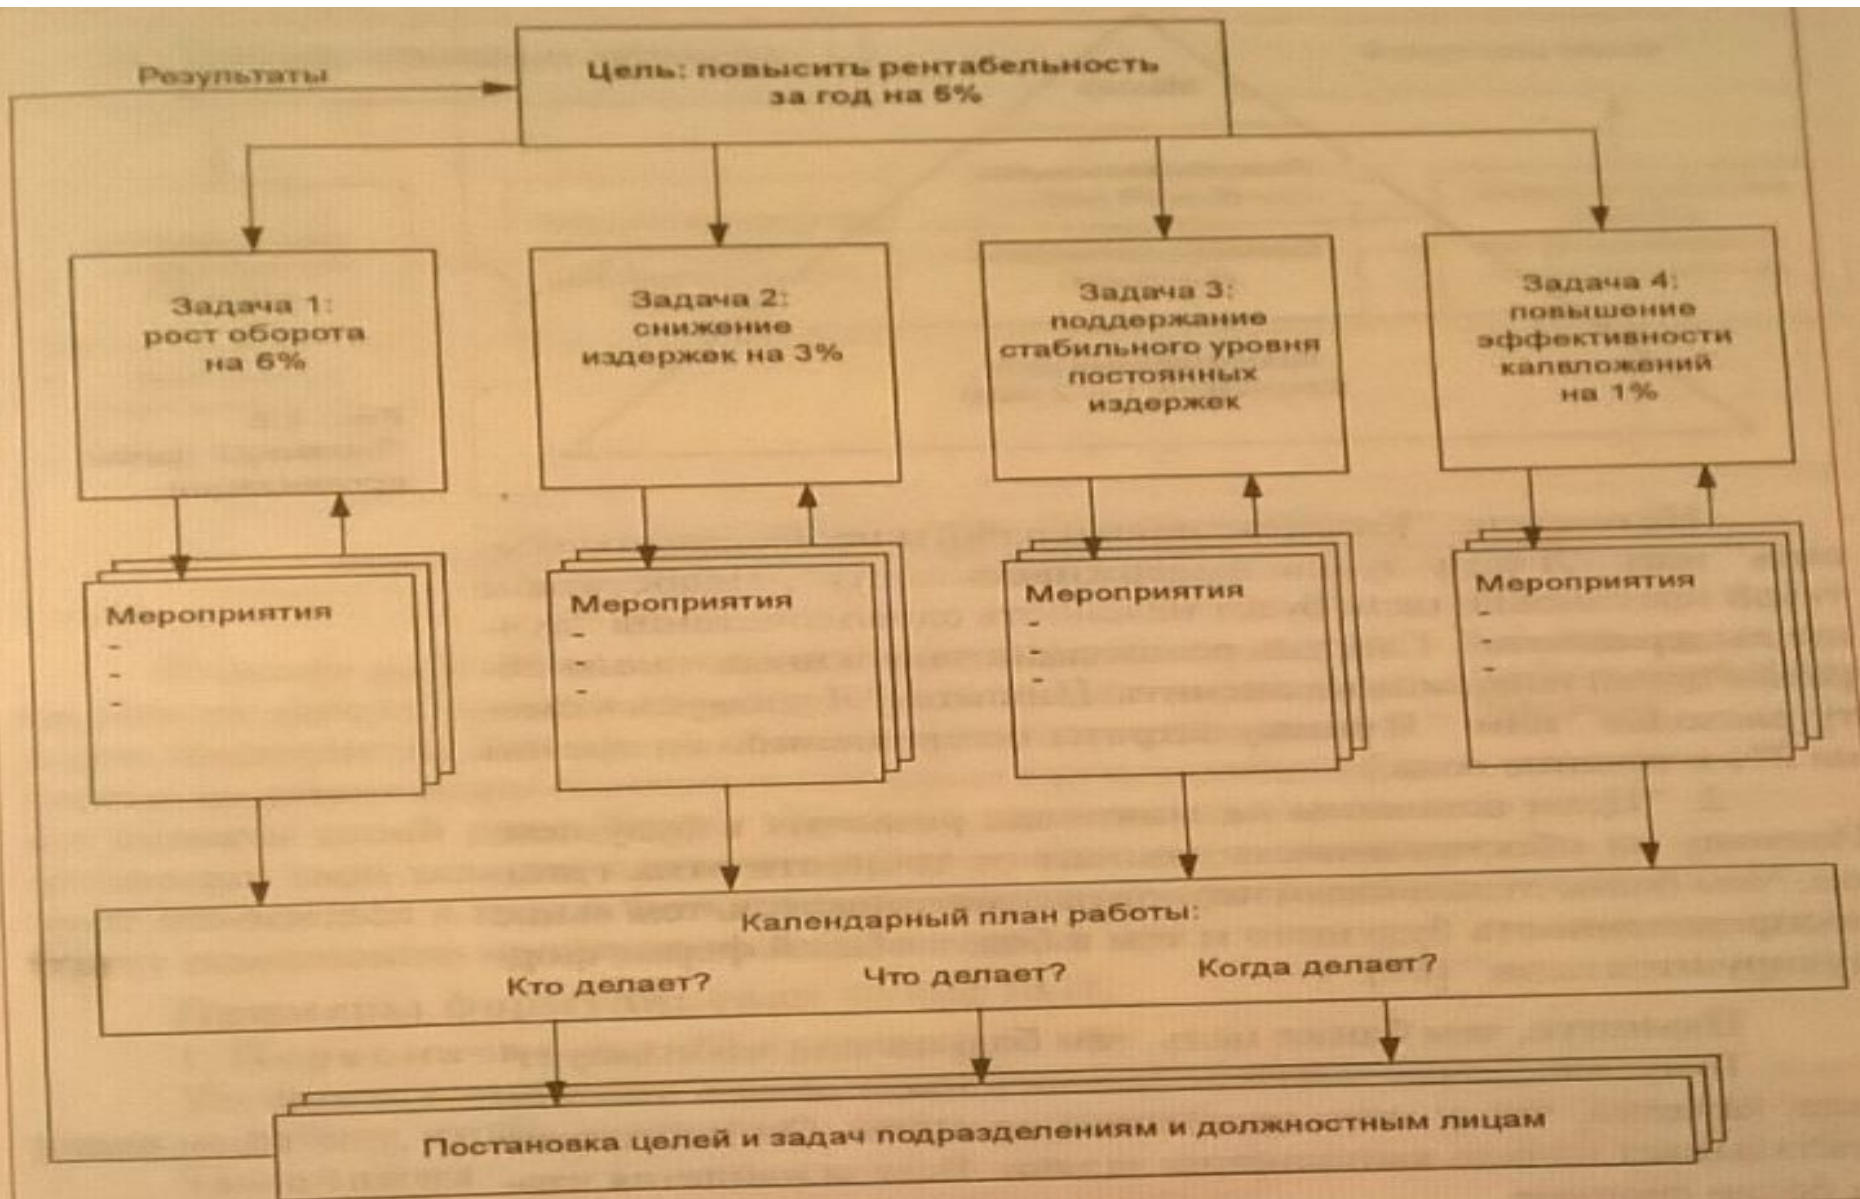 Результаты
Цель: повысить рентабельность
за год на 5%
Задача 1:
рост оборота
на 6%
Задача 2:
снижение
издержек на 3%
Задача 3:
поддержание
стабильного уровня
постоянных
издержек
Задача 4:
повышение
эффективности
капвложений
на 1%
Мероприятия
-
-
-
Мероприятия
-
-
-
Мероприятия
-
-
-
Мероприятия
-
-
-
Календарный план работы:
Кто делает? Что делает? Когда делает?
Постановка целей и задач подразделениям и должностным лицам